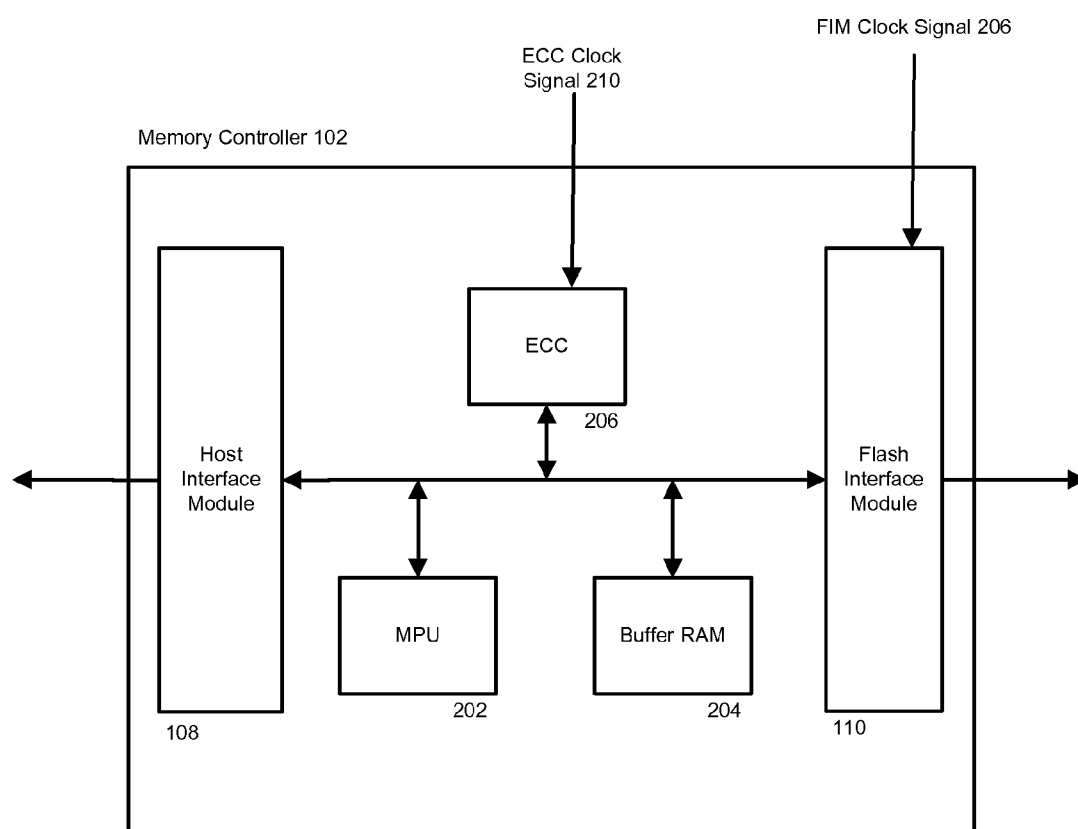 FIM Clock Signal 206
ECC Clock
Signal 210
Memory Controller 102
ECC
206
Host
Interface
Module
Flash
Interface
Module
MPU
Buffer RAM
202
204
108
110